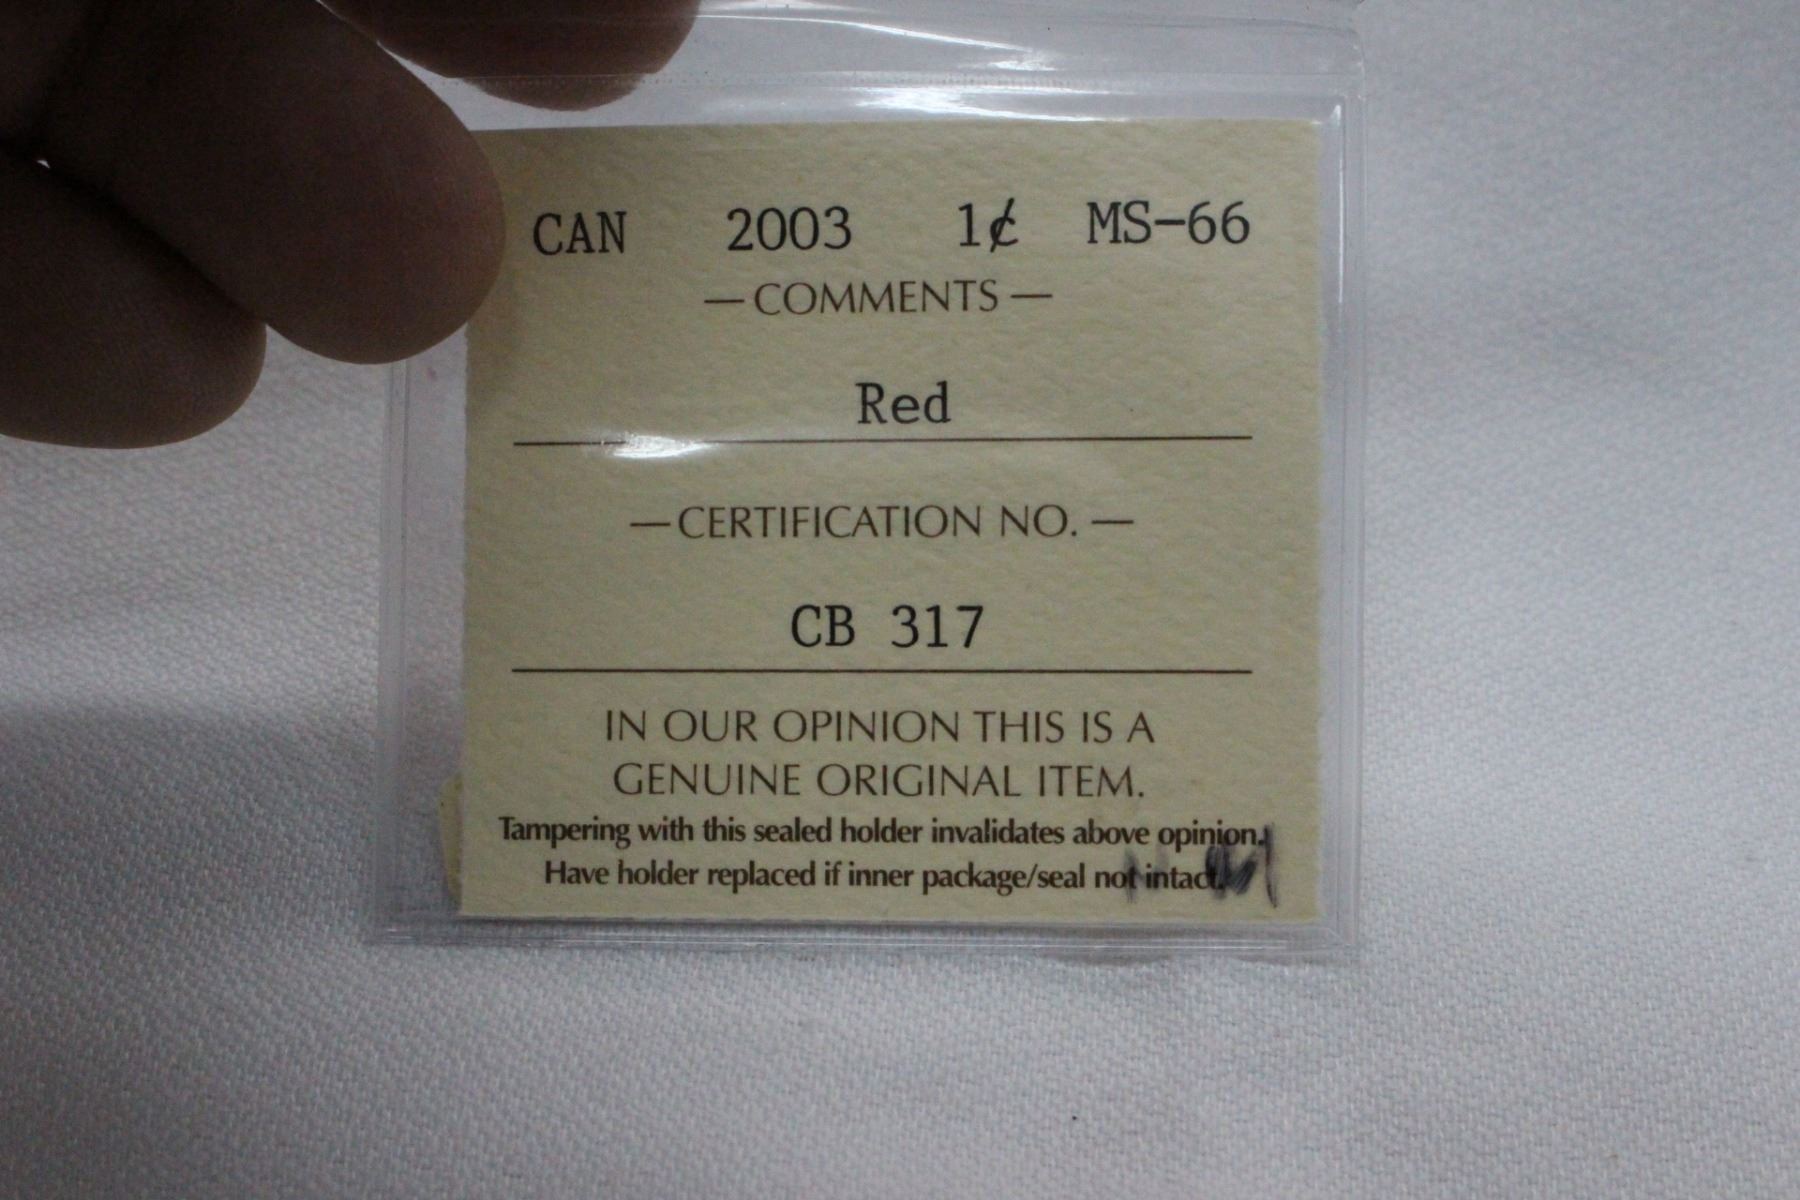 CAN 2003 1¢ MS-66
— COMMENTS —
Red
— CERTIFICATION NO. —
CB 317
IN OUR OPINION THIS IS A
GENUINE ORIGINAL ITEM.
Tampering with this sealed holder invalidates above opinion.
Have holder replaced if inner package/seal not intact.